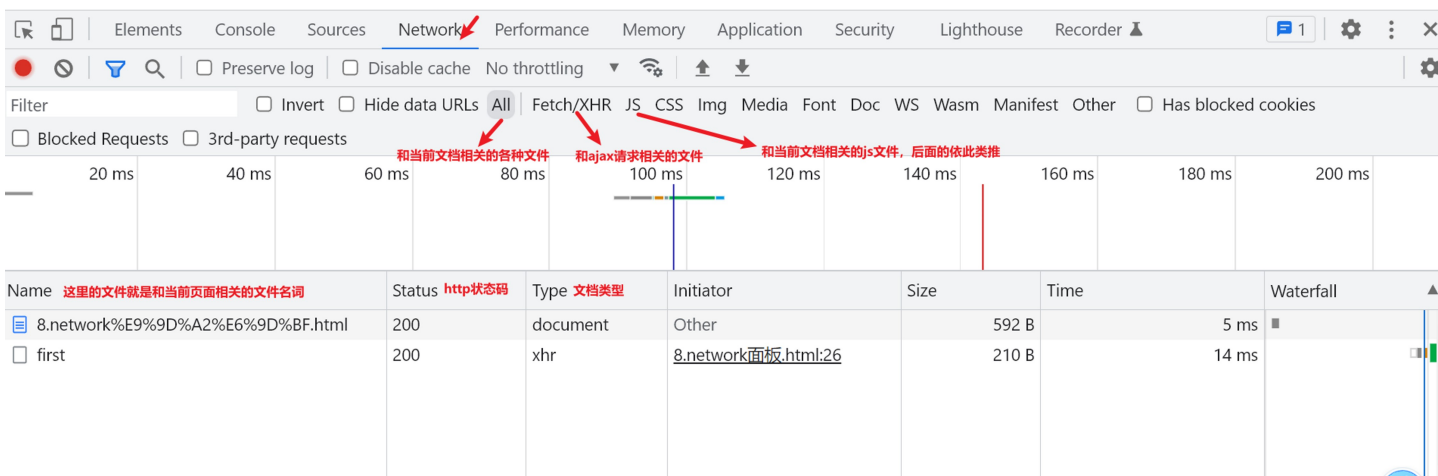 Elements Console Sources Network Performance Memory Application Security Lighthouse Recorder 1
Preserve log Disable cache No throttling
Filter Invert Hide data URLs All Fetch/XHR JS CSS Img Media Font Doc WS Wasm Manifest Other Has blocked cookies
Blocked Requests 3rd-party requests
和当前文档相关的各种文件 和ajax请求相关的文件 和当前文档相关的js文件，后面的依此类推
20 ms 40 ms 60 ms 80 ms 100 ms 120 ms 140 ms 160 ms 180 ms 200 ms
Name 这里的文件就是和当前页面相关的文件名词 Status http状态码 Type 文档类型 Initiator Size Time Waterfall
8.network%E9%9D%A2%E6%9D%BF.html 200 document Other 592 B 5 ms
first 200 xhr 8.network面板.html:26 210 B 14 ms